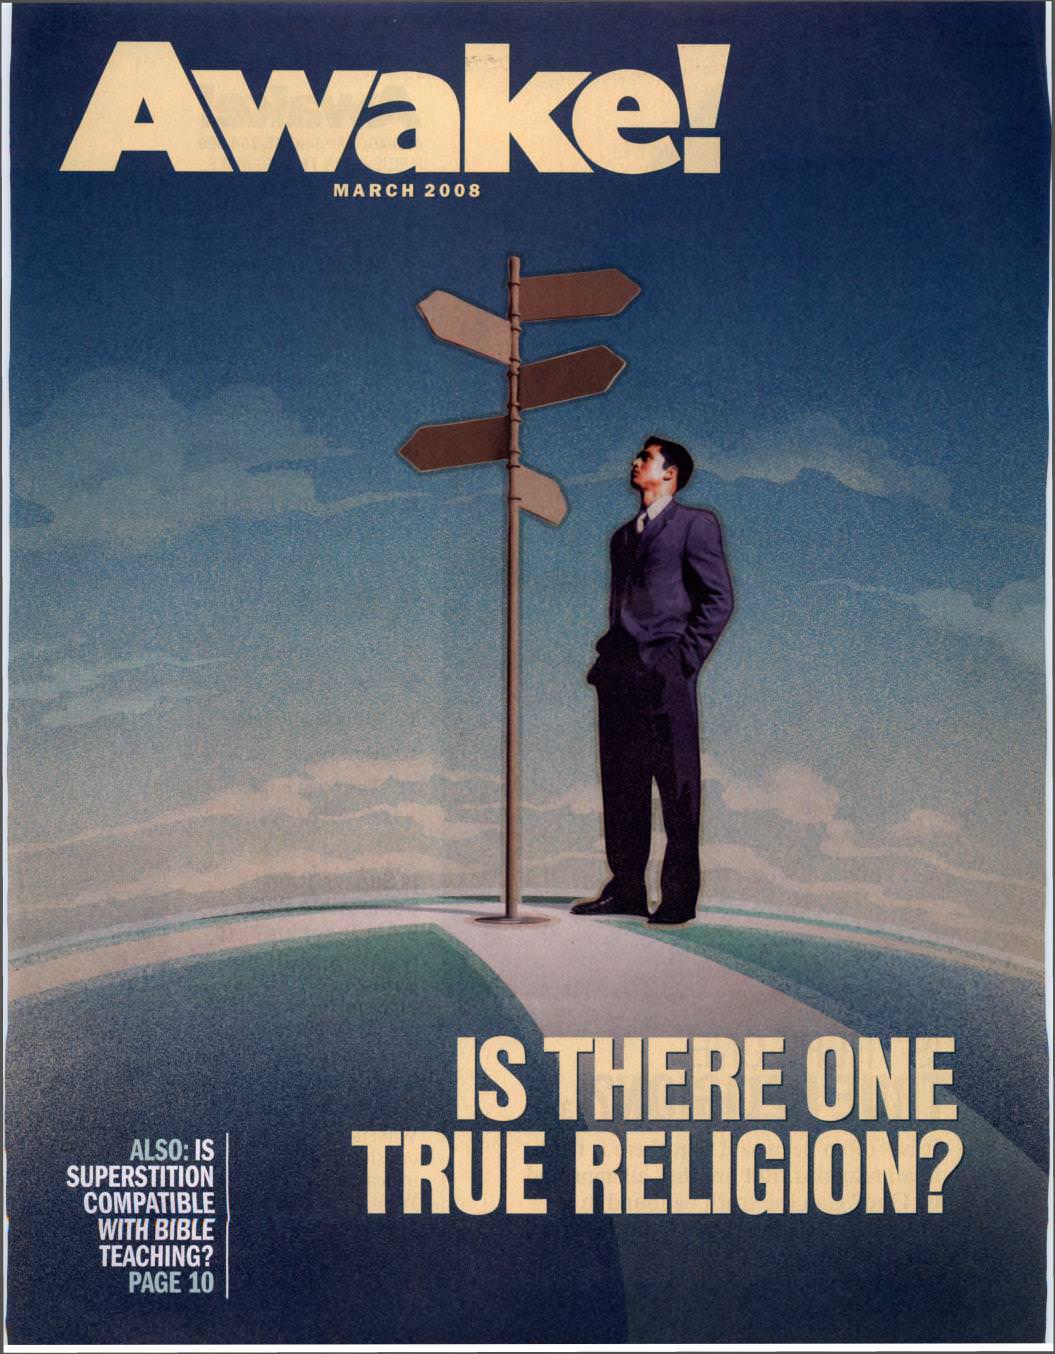 Awake!
MARCH 2008
IS THERE ONE
TRUE RELIGION?
ALSO: IS
SUPERSTITION
COMPATIBLE
WITH BIBLE
TEACHING?
PAGE 10